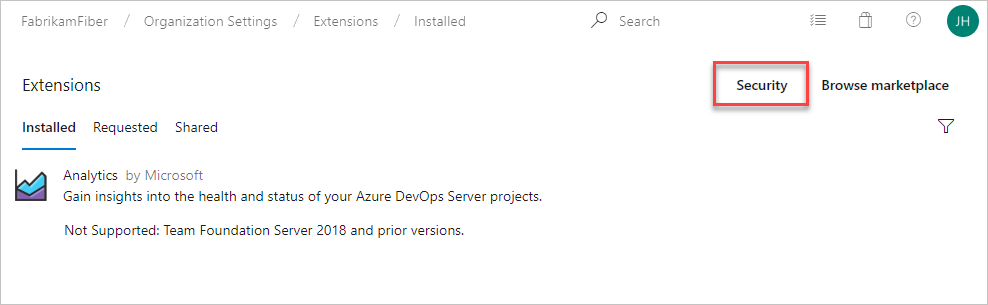 FabrikamFiber / Organization Settings / Extensions / Installed Search JH
Extensions Security Browse marketplace
Installed Requested Shared
Analytics by Microsoft
Gain insights into the health and status of your Azure DevOps Server projects.
Not Supported: Team Foundation Server 2018 and prior versions.